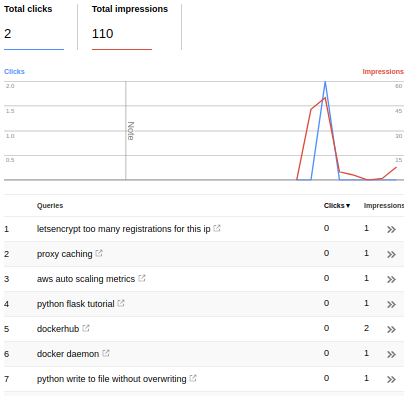 Total clicks Total impressions
2 110
Clicks Impressions
2.0 60
1.5 45
1.0 30
0.5 15
Note
Queries Clicks▼ Impressions
1 letsencrypt too many registrations for this ip 0 1 »
2 proxy caching 0 1 »
3 aws auto scaling metrics 0 1 »
4 python flask tutorial 0 1 »
5 dockerhub 0 2 »
6 docker daemon 0 1 »
7 python write to file without overwriting 0 1 »